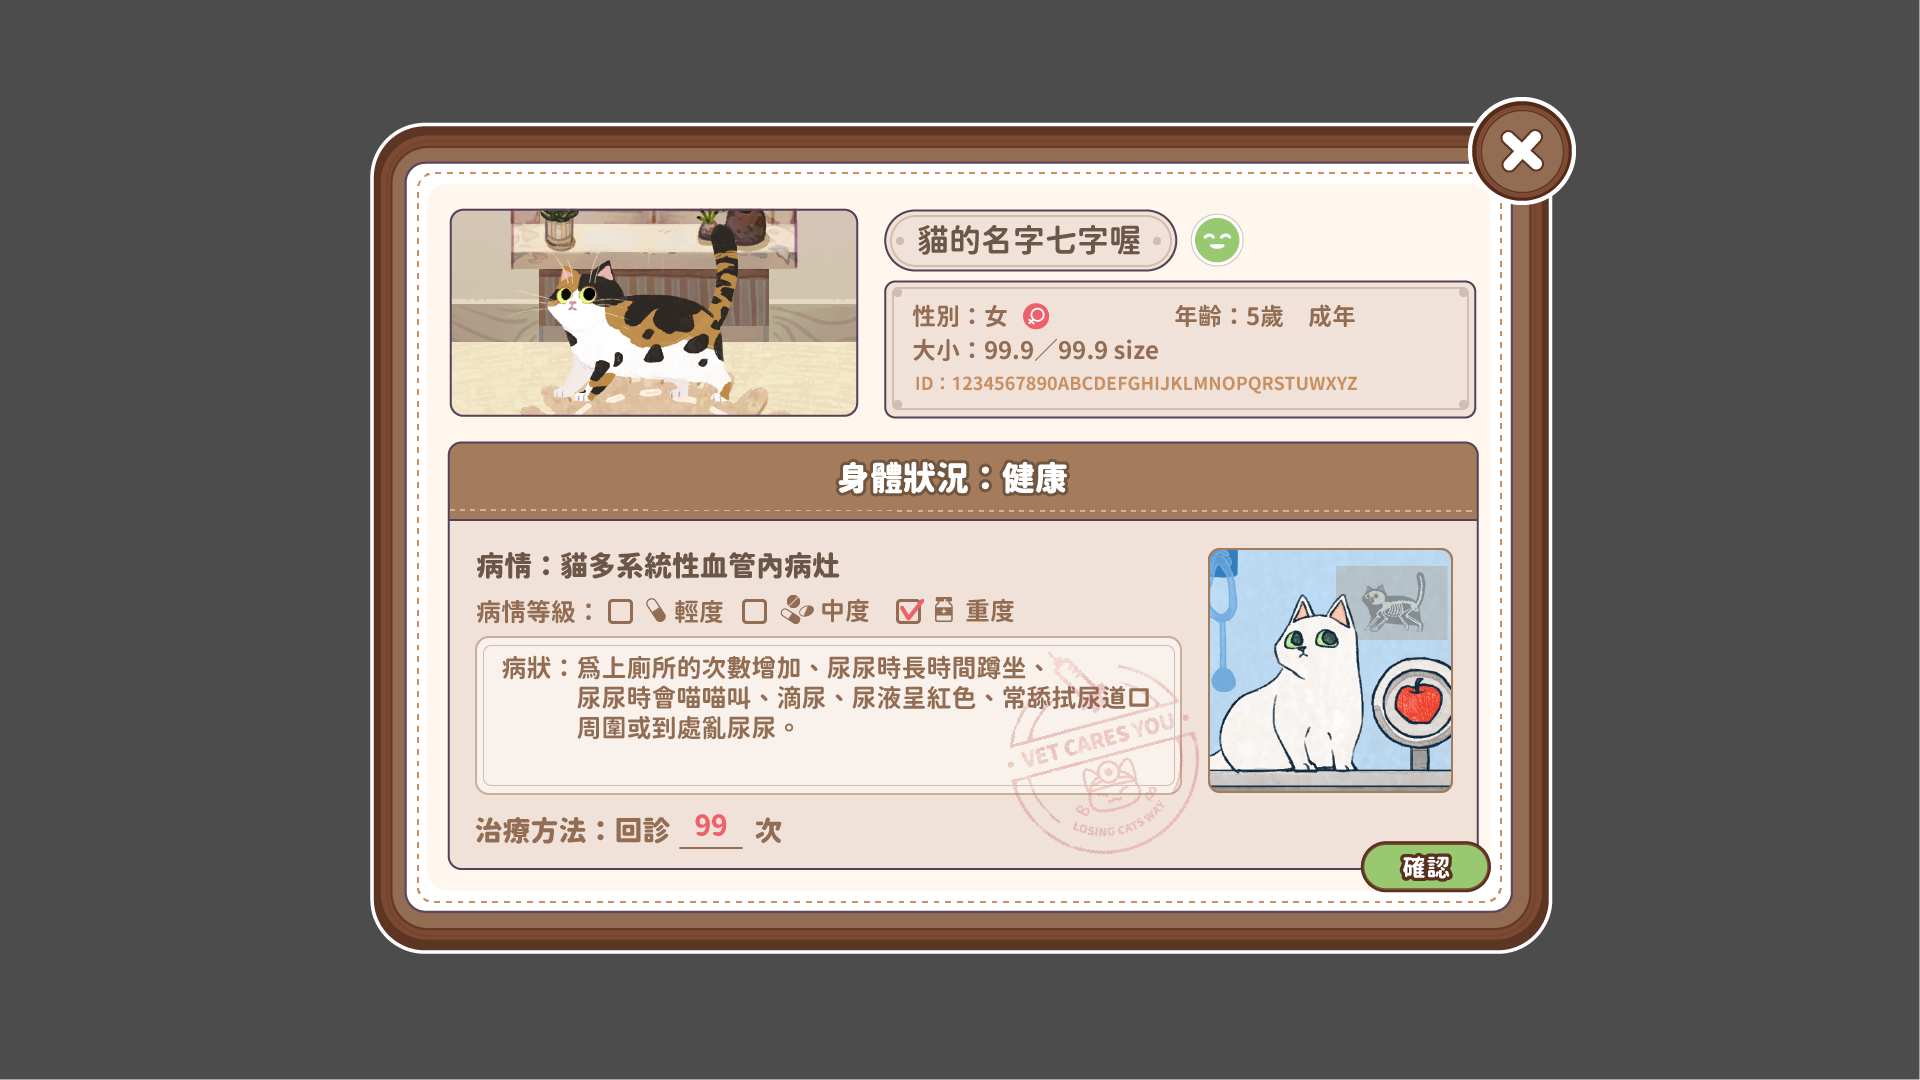 貓的名字七字喔
性別：女
年齡：5歲　成年
大小：99.9／99.9 size
ID：1234567890ABCDEFGHIJKLMNOPQRSTUWXYZ
身體狀況：健康
病情：貓多系統性血管內病灶
病情等級： 輕度 中度 重度
病狀：為上廁所的次數增加、尿尿時長時間蹲坐、
尿尿時會喵喵叫、滴尿、尿液呈紅色、常舔拭尿道口
周圍或到處亂尿尿。
VET CARES YOU
LOSING CATS WAY
治療方法：回診 99 次
確認